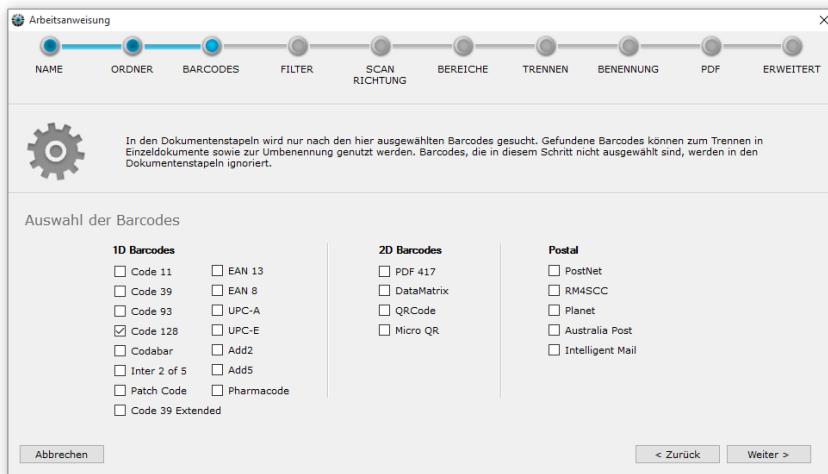 Arbeitsanweisung
NAME
ORDNER
BARCODES
FILTER
SCAN
RICHTUNG
BEREICHE
TRENNEN
BENENNUNG
PDF
ERWEITERT
In den Dokumentenstapeln wird nur nach den hier ausgewählten Barcodes gesucht. Gefundene Barcodes können zum Trennen in
Einzeldokumente sowie zur Umbenennung genutzt werden. Barcodes, die in diesem Schritt nicht ausgewählt sind, werden in den
Dokumentenstapeln ignoriert.
Auswahl der Barcodes
1D Barcodes
Code 11
Code 39
Code 93
Code 128
Codabar
Inter 2 of 5
Patch Code
Code 39 Extended
EAN 13
EAN 8
UPC-A
UPC-E
Add2
Add5
Pharmacode
2D Barcodes
PDF 417
DataMatrix
QRCode
Micro QR
Postal
PostNet
RM4SCC
Planet
Australia Post
Intelligent Mail
Abbrechen
< Zurück
Weiter >